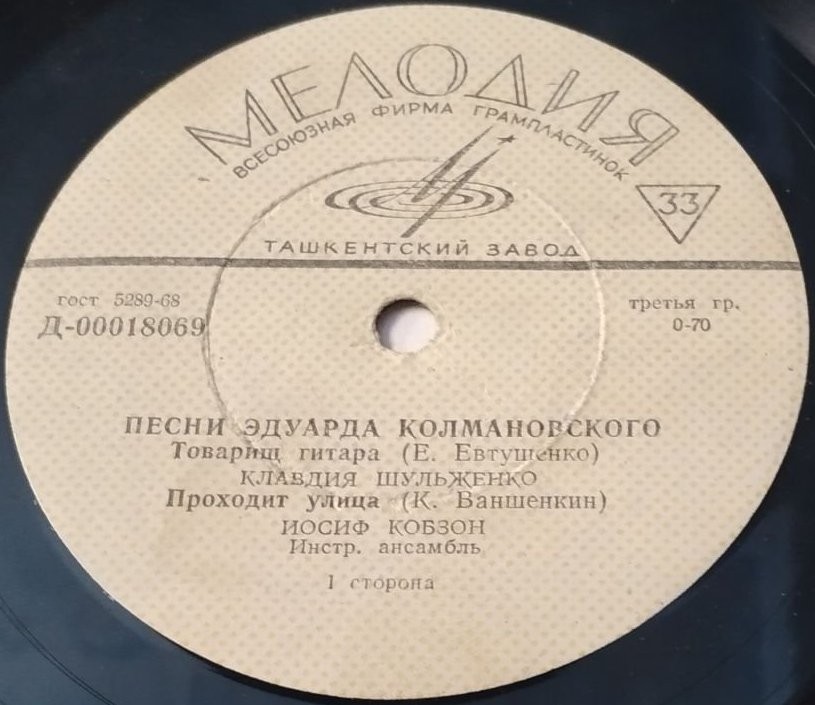 МЕЛОДИЯ
ВСЕСОЮЗНАЯ ФИРМА ГРАМПЛАСТИНОК
33
ТАШКЕНТСКИЙ ЗАВОД
гост 5289-68
третья гр.
Д-00018069
0-70
ПЕСНИ ЭДУАРДА КОЛМАНОВСКОГО
Товарищ гитара (Е. Евтушенко)
КЛАВДИЯ ШУЛЬЖЕНКО
Проходит улица (К. Ваншенкин)
ИОСИФ КОБЗОН
Инстр. ансамбль
I сторона